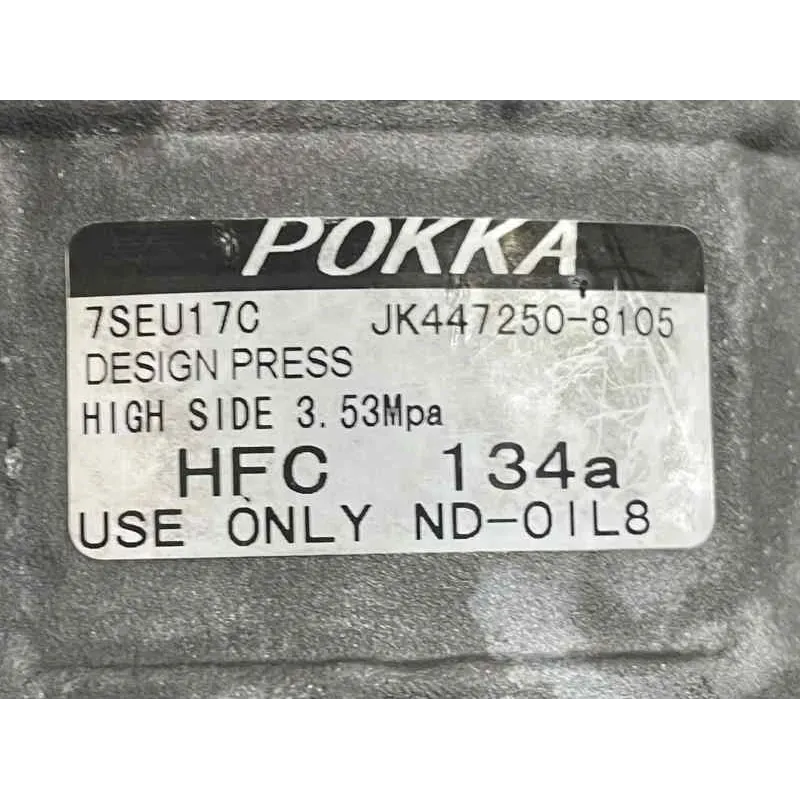 POKKA
7SEU17C JK447250-8105
DESIGN PRESS
HIGH SIDE 3.53Mpa
HFC 134a
USE ONLY ND-OIL8